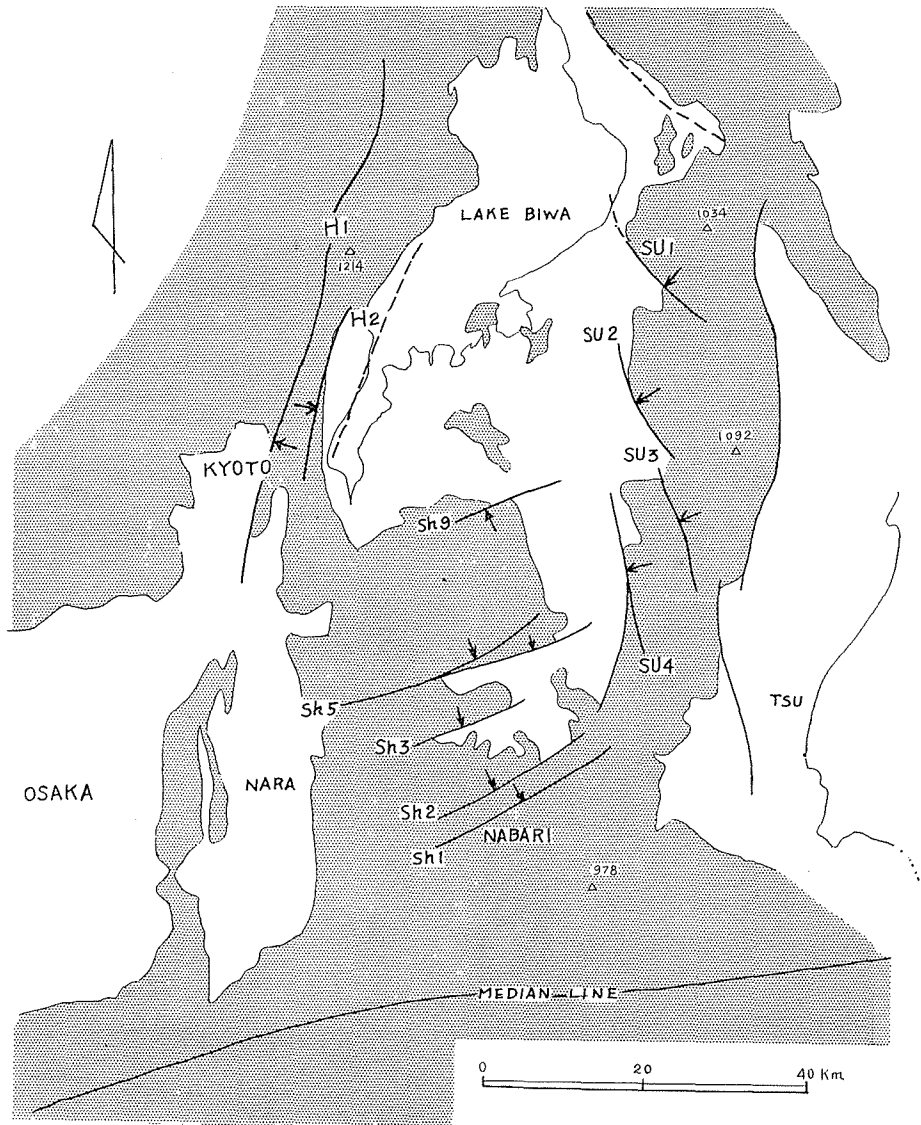 LAKE BIWA
1034
H1
1214
SU1
H2
SU2
1092
SU3
KYOTO
Sh9
SU4
TSU
Sh5
Sh3
NARA
OSAKA
Sh2
NABARI
Sh1
978
MEDIAN LINE
0 20 40 Km